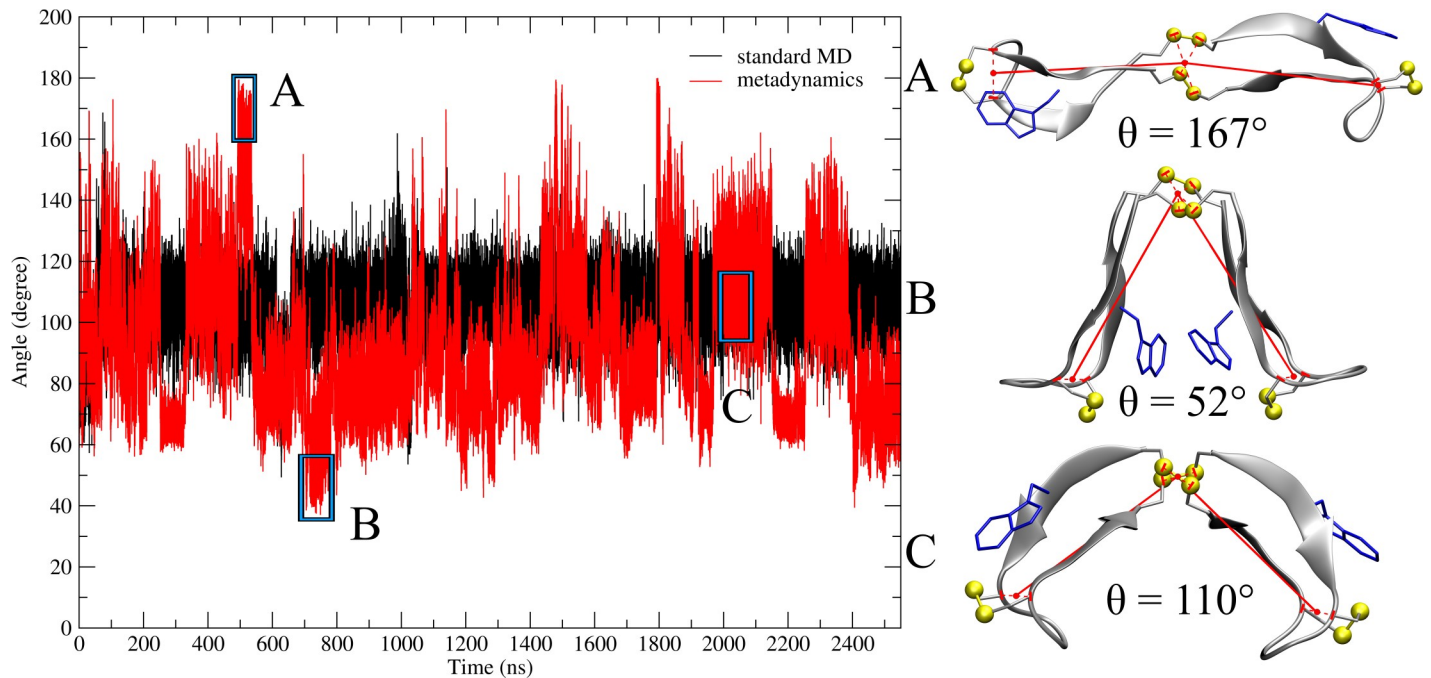 200
180
160
140
120
100
80
60
40
20
0
Angle (degree)
0 200 400 600 800 1000 1200 1400 1600 1800 2000 2200 2400
Time (ns)
standard MD
metadynamics
A
B
C
A
θ = 167°
B
θ = 52°
C
θ = 110°